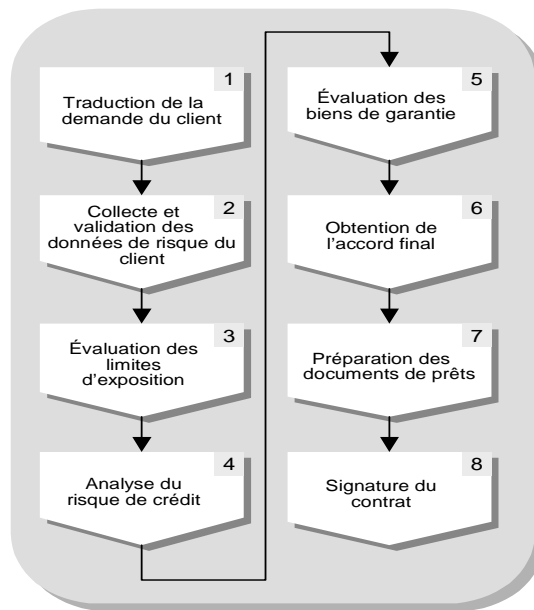 1
Traduction de la
demande du client
2
Collecte et
validation des
données de risque du
client
3
Évaluation des
limites
d'exposition
4
Analyse du
risque de crédit
5
Évaluation des
biens de garantie
6
Obtention de
l'accord final
7
Préparation des
documents de prêts
8
Signature du
contrat